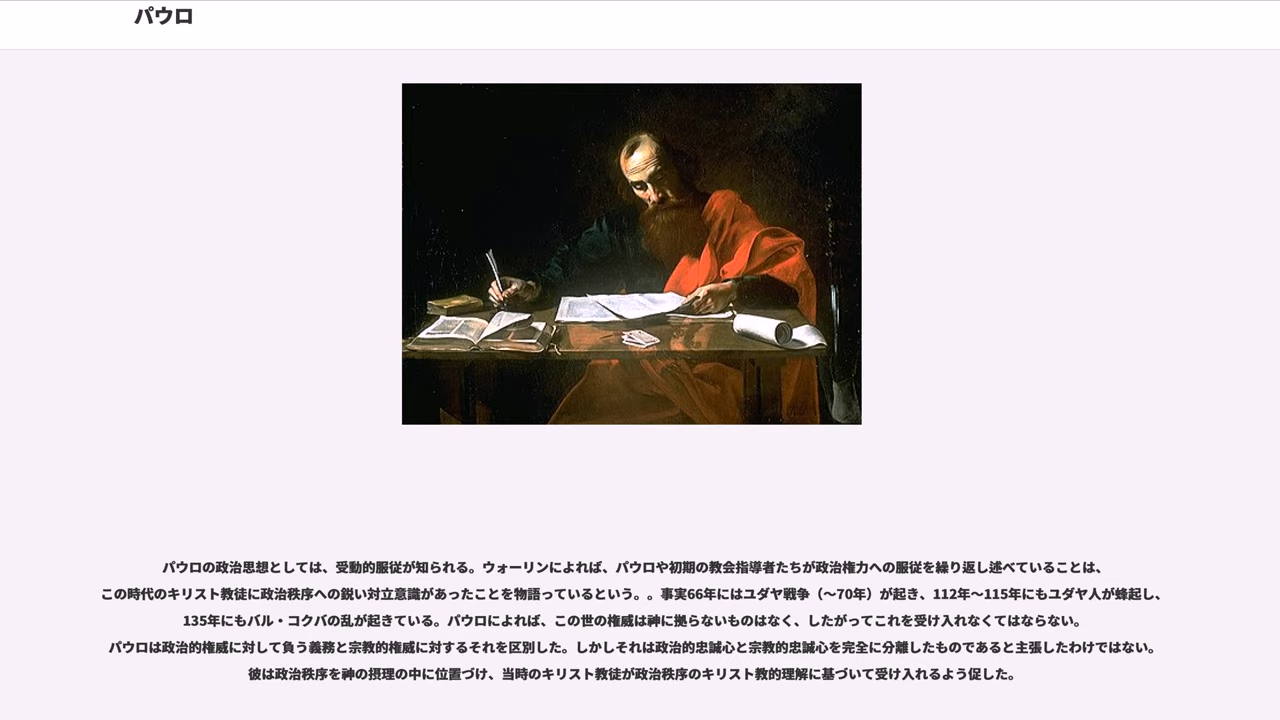 パウロ
パウロの政治思想としては、受動的服従が知られる。ウォーリンによれば、パウロや初期の教会指導者たちが政治権力への服従を繰り返し述べていることは、
この時代のキリスト教徒に政治秩序への鋭い対立意識があったことを物語っているという。。事実66年にはユダヤ戦争（〜70年）が起き、112年〜115年にもユダヤ人が蜂起し、
135年にもバル・コクバの乱が起きている。パウロによれば、この世の権威は神に拠らないものはなく、したがってこれを受け入れなくてはならない。
パウロは政治的権威に対して負う義務と宗教的権威に対するそれを区別した。しかしそれは政治的忠誠心と宗教的忠誠心を完全に分離したものであると主張したわけではない。
彼は政治秩序を神の摂理の中に位置づけ、当時のキリスト教徒が政治秩序のキリスト教的理解に基づいて受け入れるよう促した。